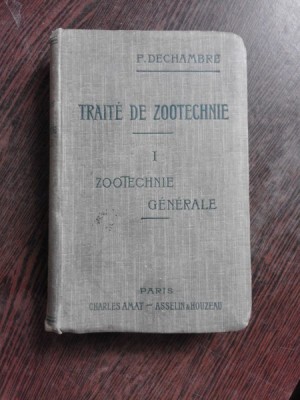 P. DECHAMBRE
TRAITÉ DE ZOOTECHNIE
I
ZOOTECHNIE
GÉNÉRALE
PARIS
CHARLES AMAT — ASSELIN & HOUZEAU